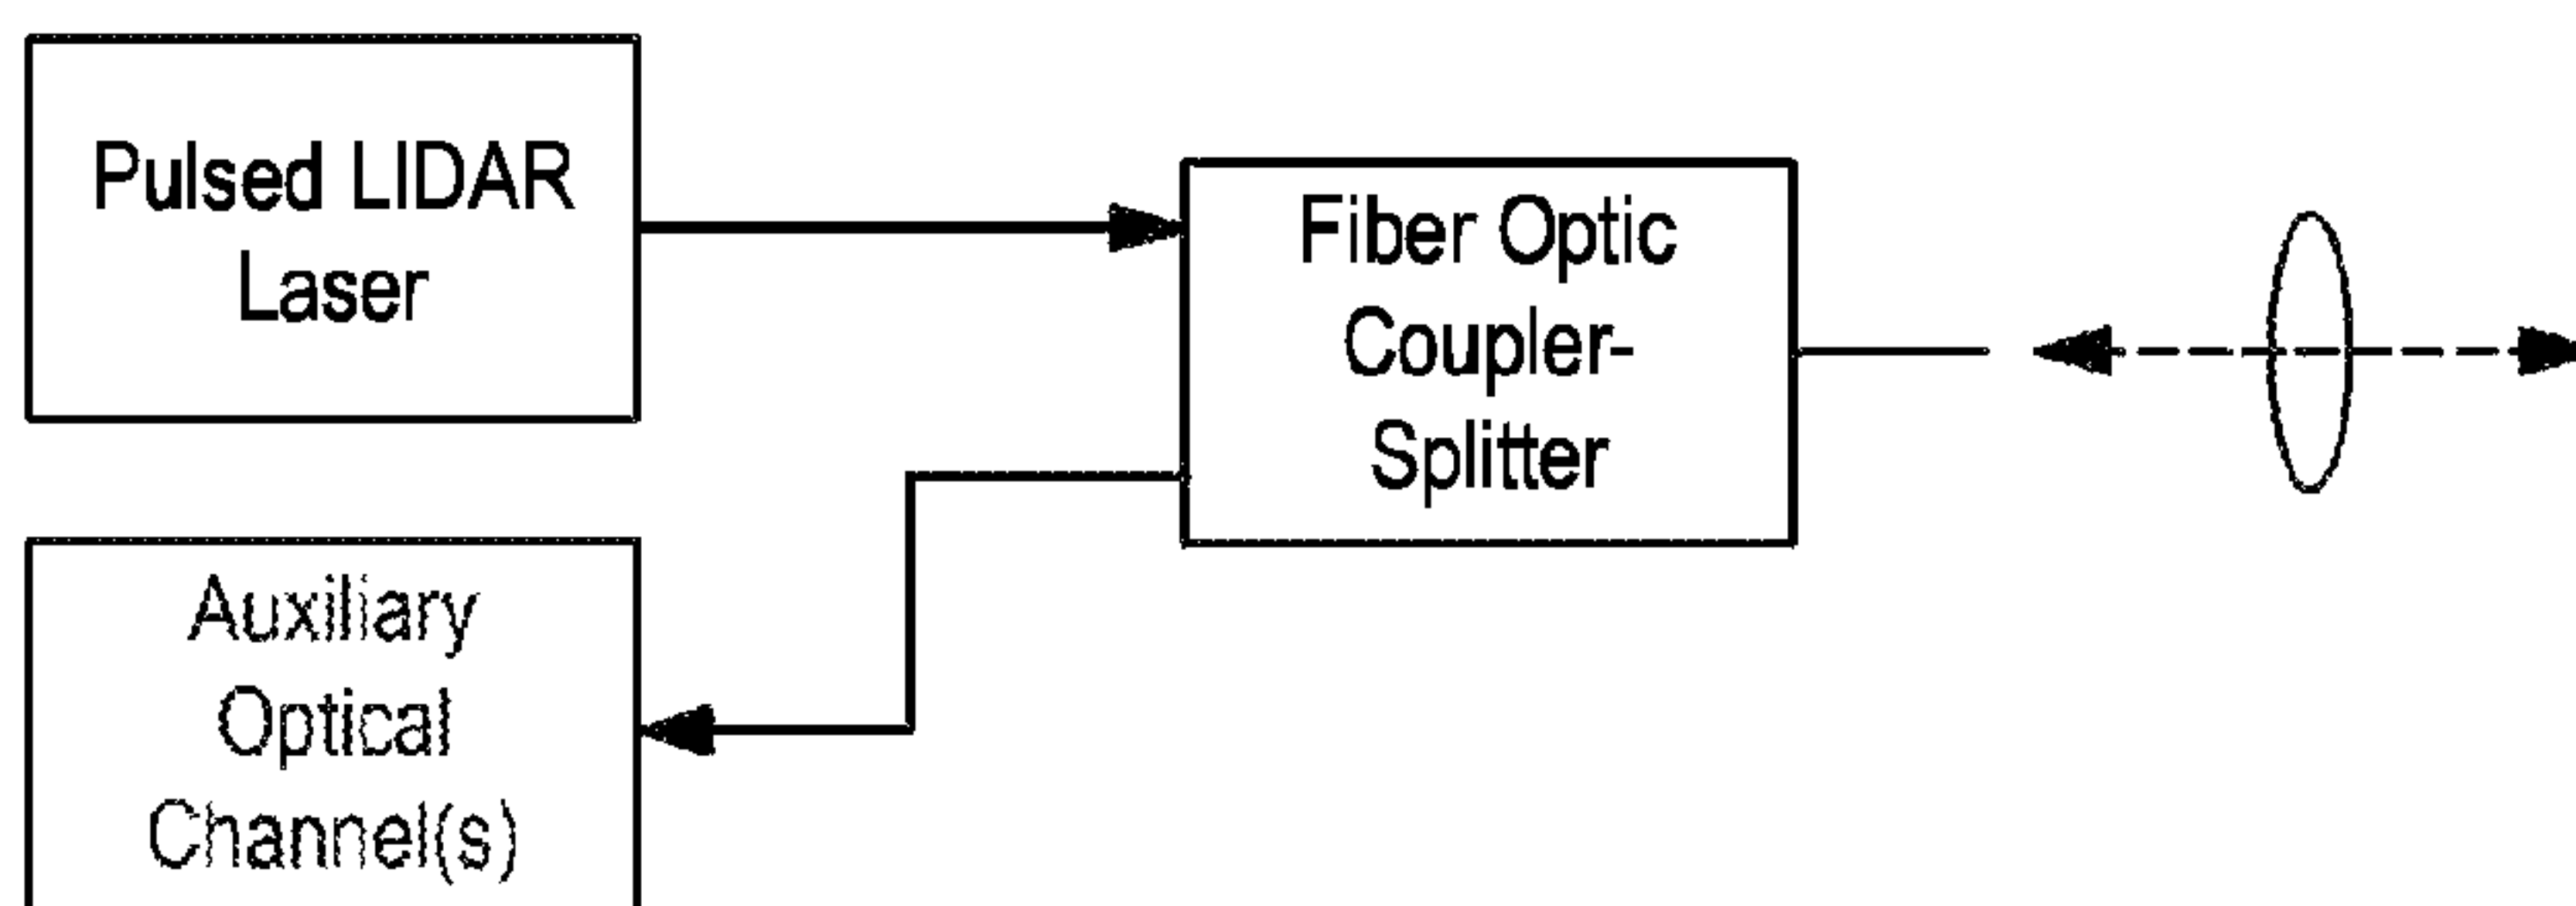 Pulsed LIDAR
Laser
Fiber Optic
Coupler-
Splitter
Auxiliary
Optical
Channel(s)